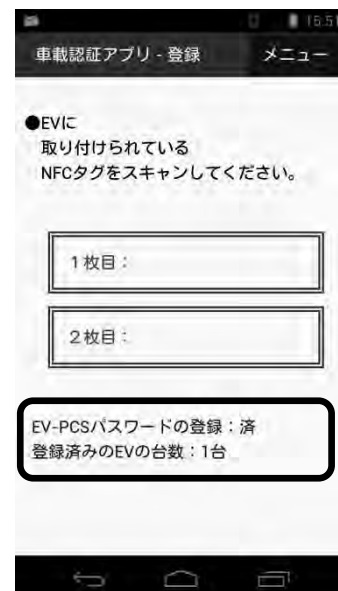 16:51
車載認証アプリ - 登録 メニュー
●EVに
取り付けられている
NFCタグをスキャンしてください。
1枚目:
2枚目:
EV-PCSパスワードの登録:済
登録済みのEVの台数:1台